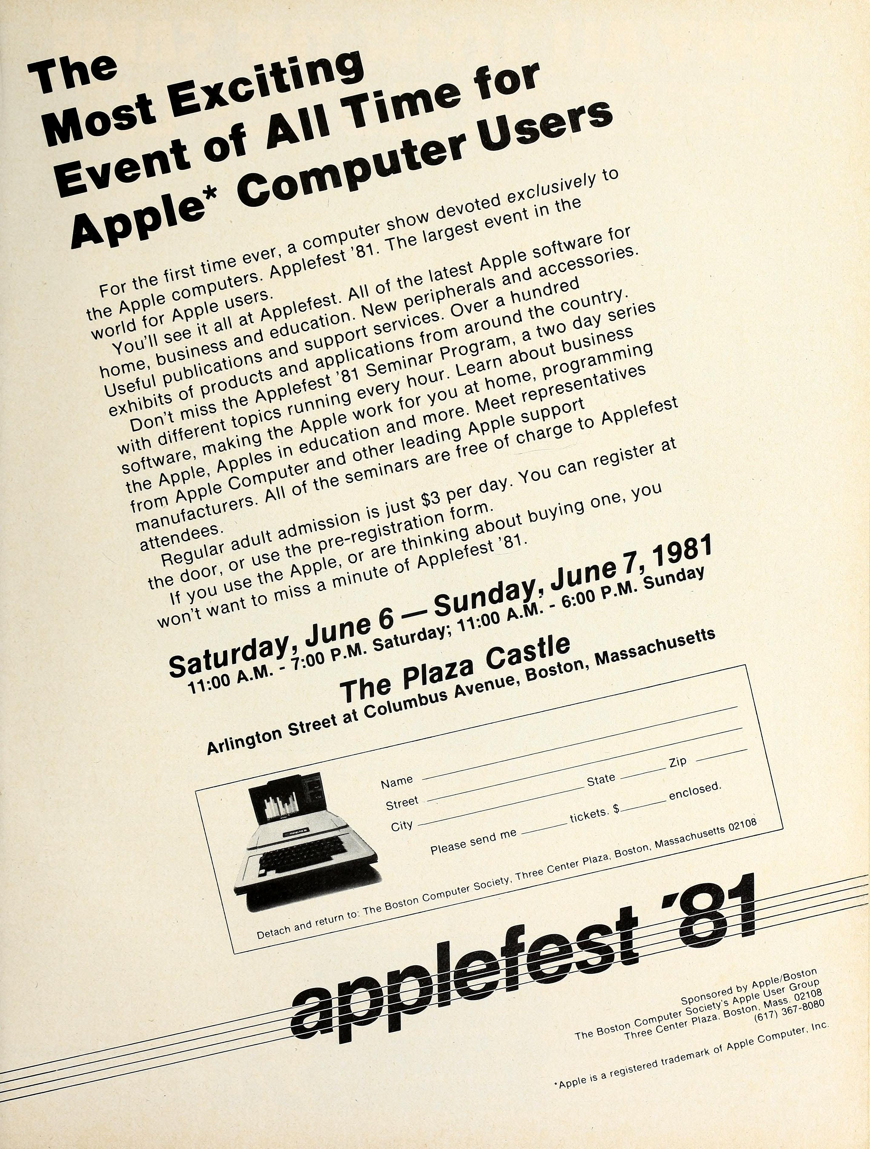 The
Most Exciting
Event of All Time for
Apple* Computer Users
For the first time ever, a computer show devoted exclusively to
the Apple computers. Applefest '81. The largest event in the
world for Apple users.
You'll see it all at Applefest. All of the latest Apple software for
home, business and education. New peripherals and accessories.
Useful publications and support services. Over a hundred
exhibits of products and applications from around the country.
Don't miss the Applefest '81 Seminar Program, a two day series
with different topics running every hour. Learn about business
software, making the Apple work for you at home, programming
the Apple, Apples in education and more. Meet representatives
from Apple Computer and other leading Apple support
manufacturers. All of the seminars are free of charge to Applefest
attendees.
Regular adult admission is just $3 per day. You can register at
the door, or use the pre-registration form.
If you use the Apple, or are thinking about buying one, you
won't want to miss a minute of Applefest '81.
Saturday, June 6 — Sunday, June 7, 1981
11:00 A.M. - 7:00 P.M. Saturday; 11:00 A.M. - 6:00 P.M. Sunday
The Plaza Castle
Arlington Street at Columbus Avenue, Boston, Massachusetts
Name
Street
City State Zip
Please send me tickets. $ enclosed.
Detach and return to: The Boston Computer Society, Three Center Plaza, Boston, Massachusetts 02108
applefest '81
Sponsored by Apple/Boston
The Boston Computer Society's Apple User Group
Three Center Plaza. Boston, Mass. 02108
(617) 367-8080
*Apple is a registered trademark of Apple Computer, Inc.